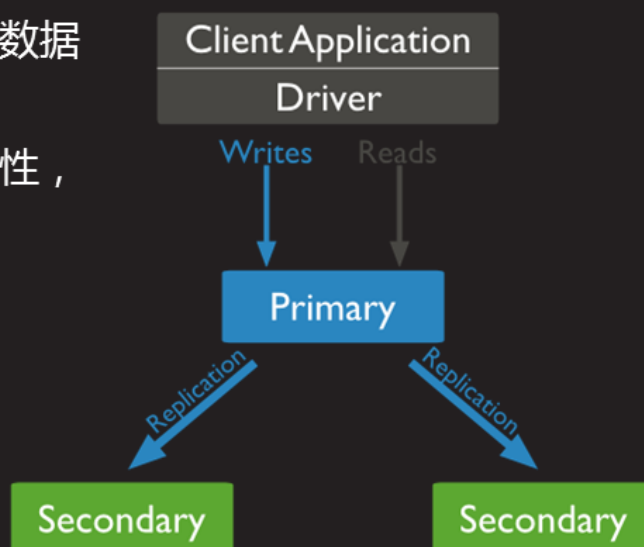 数据
性，
Client Application
Driver
Writes Reads
Primary
Replication Replication
Secondary Secondary